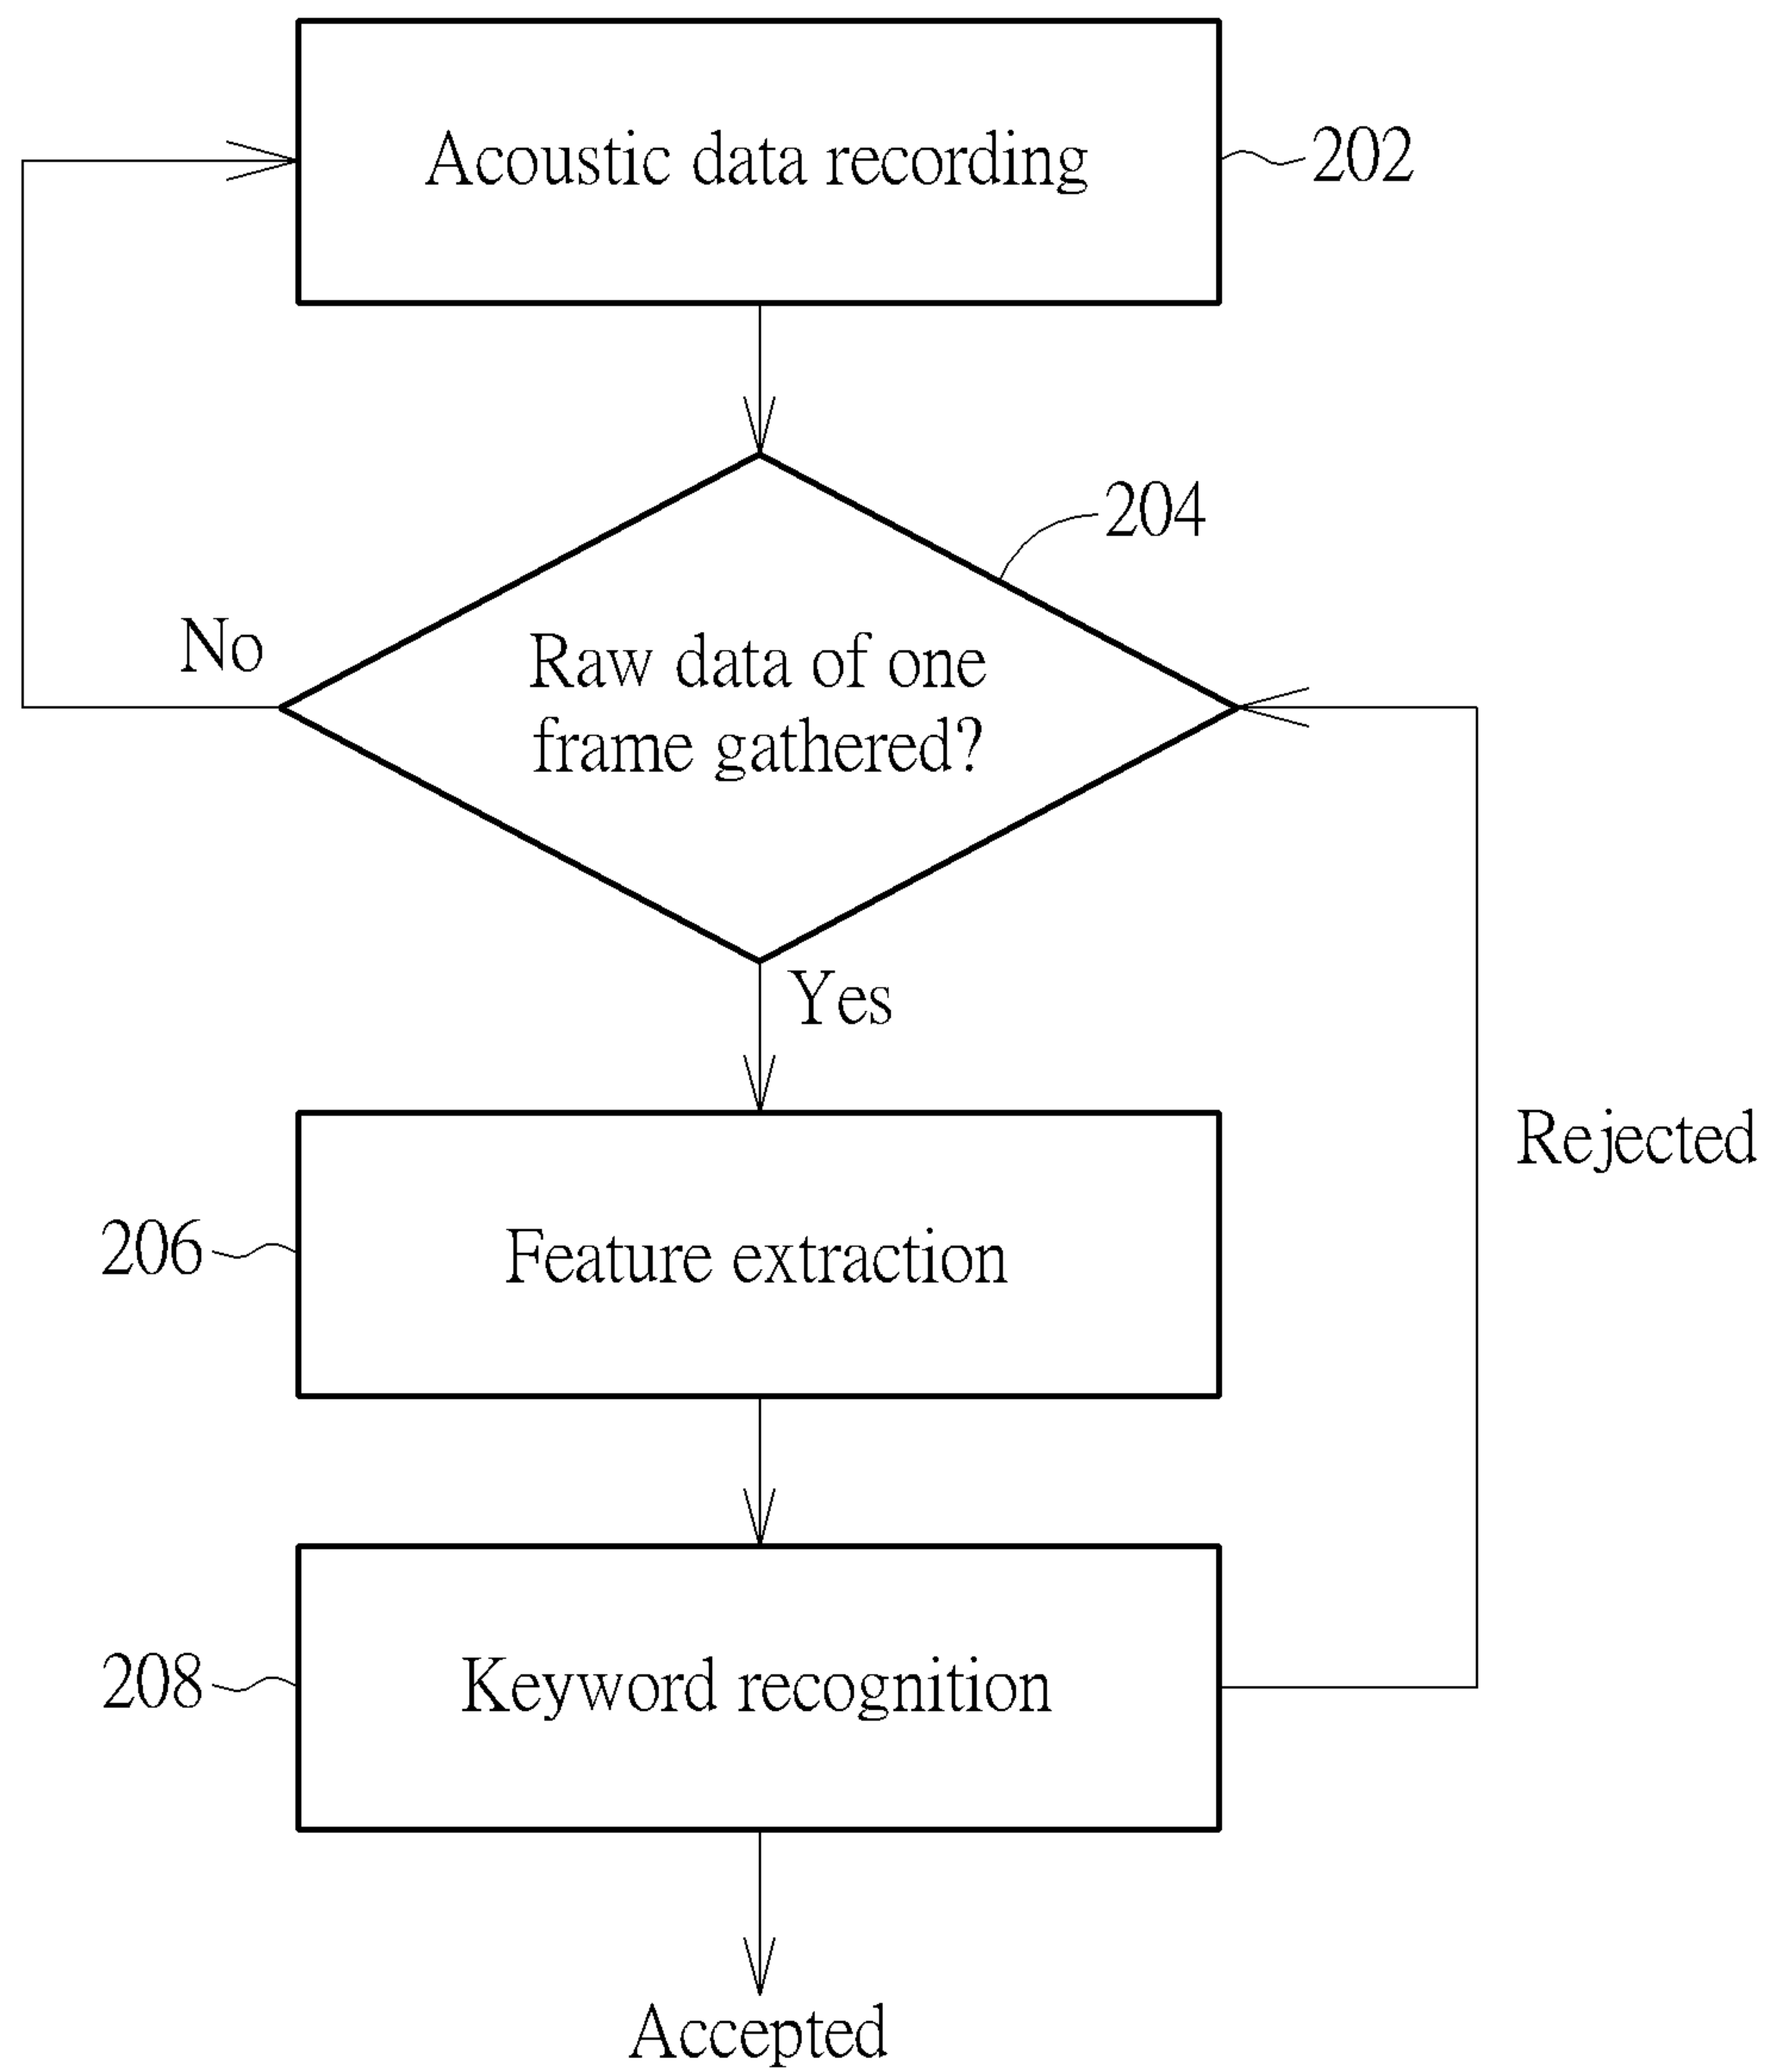 Acoustic data recording
202
204
No
Raw data of one
frame gathered?
Yes
Rejected
206
Feature extraction
208
Keyword recognition
Accepted